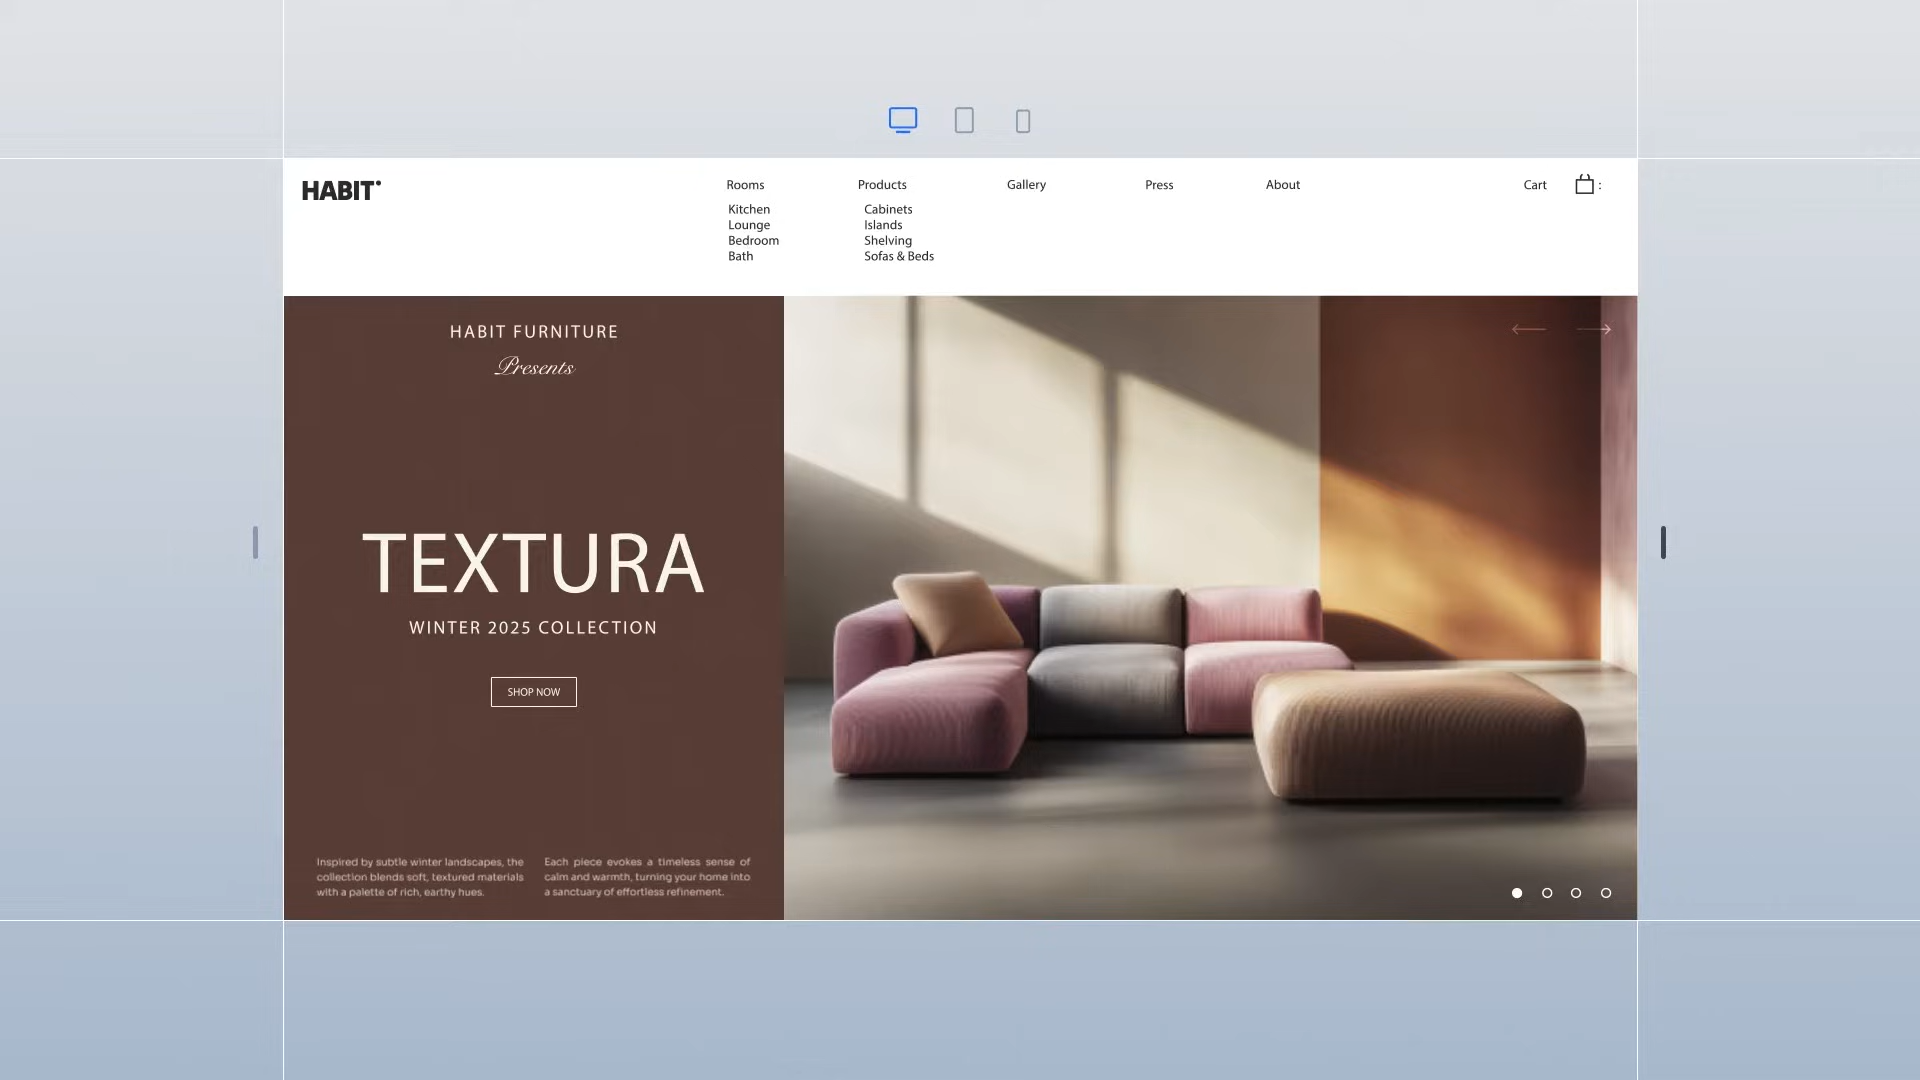 HABIT
Rooms
Products
Gallery
Press
About
Cart
:
Kitchen
Lounge
Bedroom
Bath
Cabinets
Islands
Shelving
Sofas & Beds
HABIT FURNITURE
Presents
TEXTURA
WINTER 2025 COLLECTION
SHOP NOW
Inspired by subtle winter landscapes, the
collection blends soft, textured materials
with a palette of rich, earthy hues.
Each piece evokes a timeless sense of
calm and warmth, turning your home into
a sanctuary of effortless refinement.